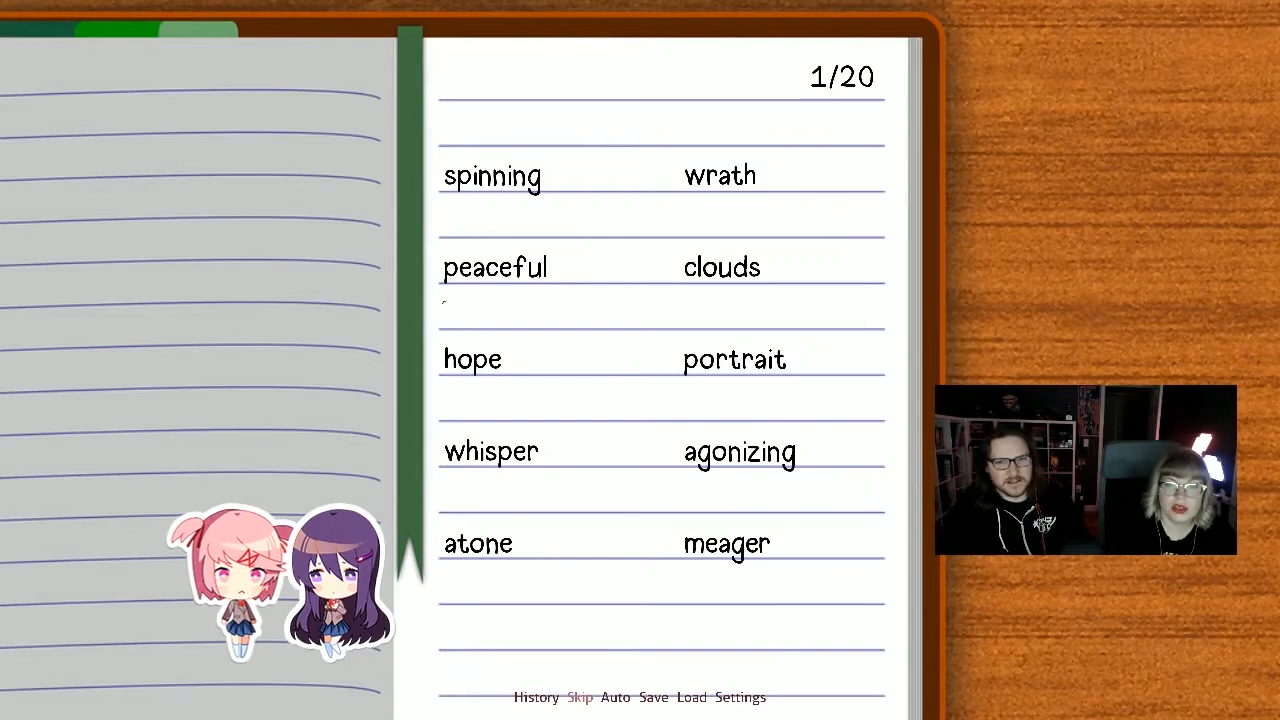 1/20
spinning wrath
peaceful clouds
hope portrait
whisper agonizing
atone meager
History Skip Auto Save Load Settings